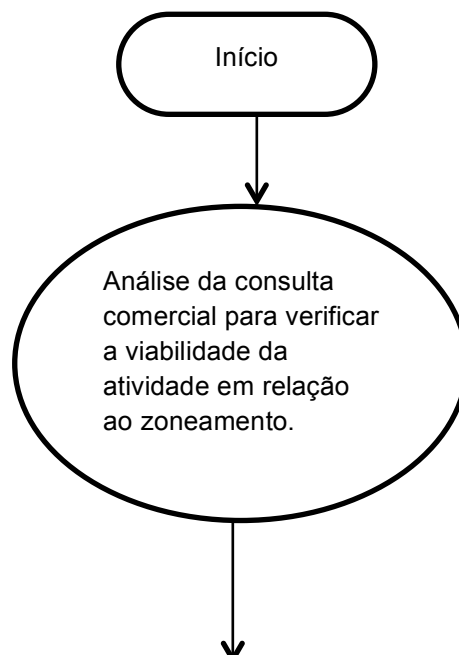 Início
Análise da consulta
comercial para verificar
a viabilidade da
atividade em relação
ao zoneamento.